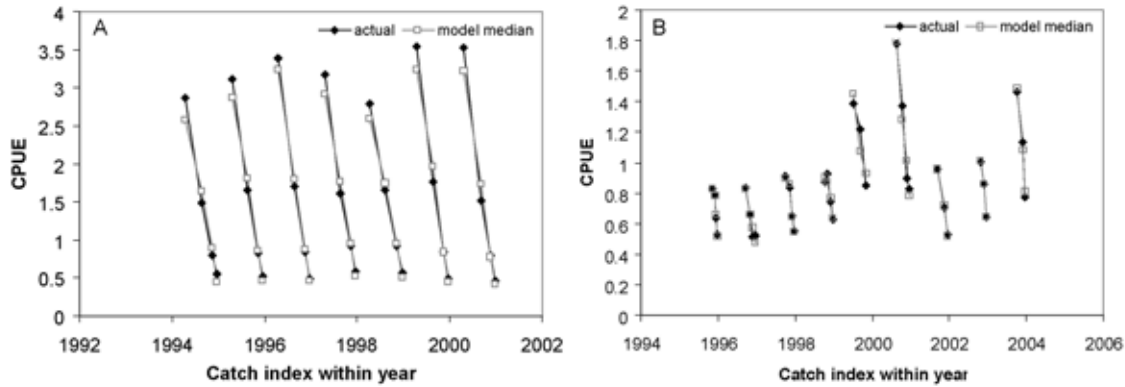 A
actual model median
4
3.5
3
2.5
2
1.5
1
0.5
0
CPUE
1992 1994 1996 1998 2000 2002
Catch index within year
B
actual model median
2
1.8
1.6
1.4
1.2
1
0.8
0.6
0.4
0.2
0
CPUE
1994 1996 1998 2000 2002 2004 2006
Catch index within year